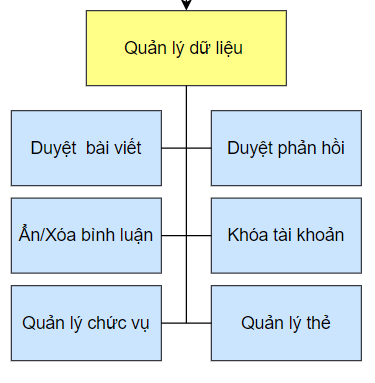 Quản lý dữ liệu
Duyệt bài viết
Duyệt phản hồi
Ẩn/Xóa bình luận
Khóa tài khoản
Quản lý chức vụ
Quản lý thẻ